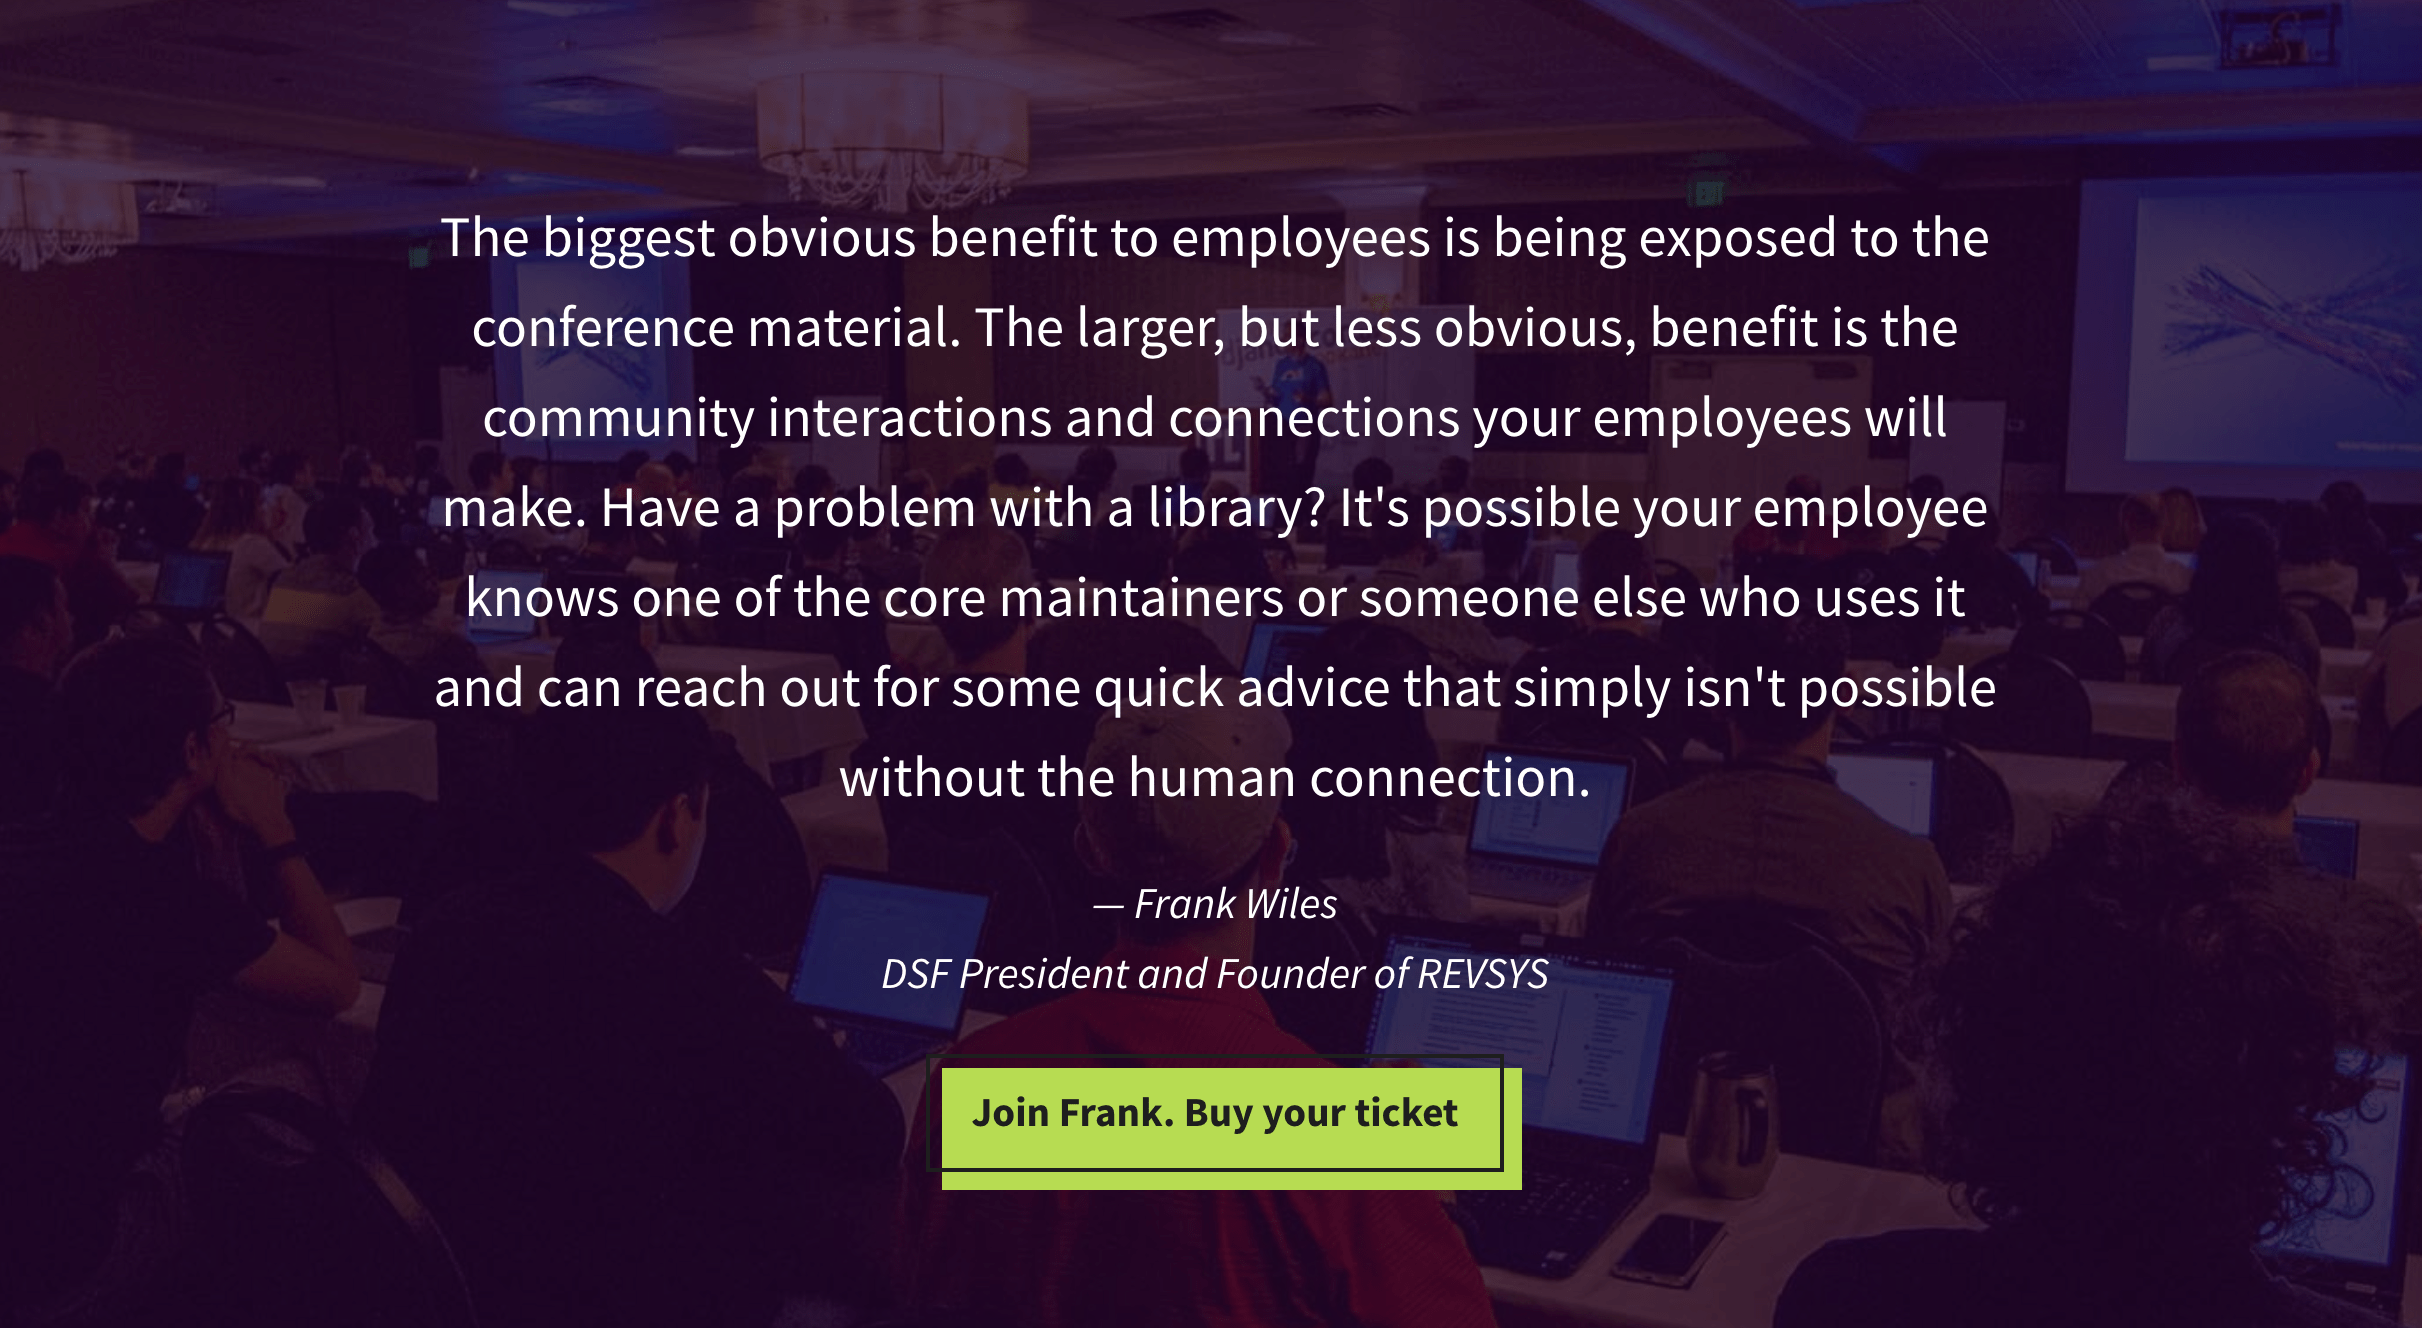 The biggest obvious benefit to employees is being exposed to the
conference material. The larger, but less obvious, benefit is the
community interactions and connections your employees will
make. Have a problem with a library? It's possible your employee
knows one of the core maintainers or someone else who uses it
and can reach out for some quick advice that simply isn't possible
without the human connection.
— Frank Wiles
DSF President and Founder of REVSYS
Join Frank. Buy your ticket